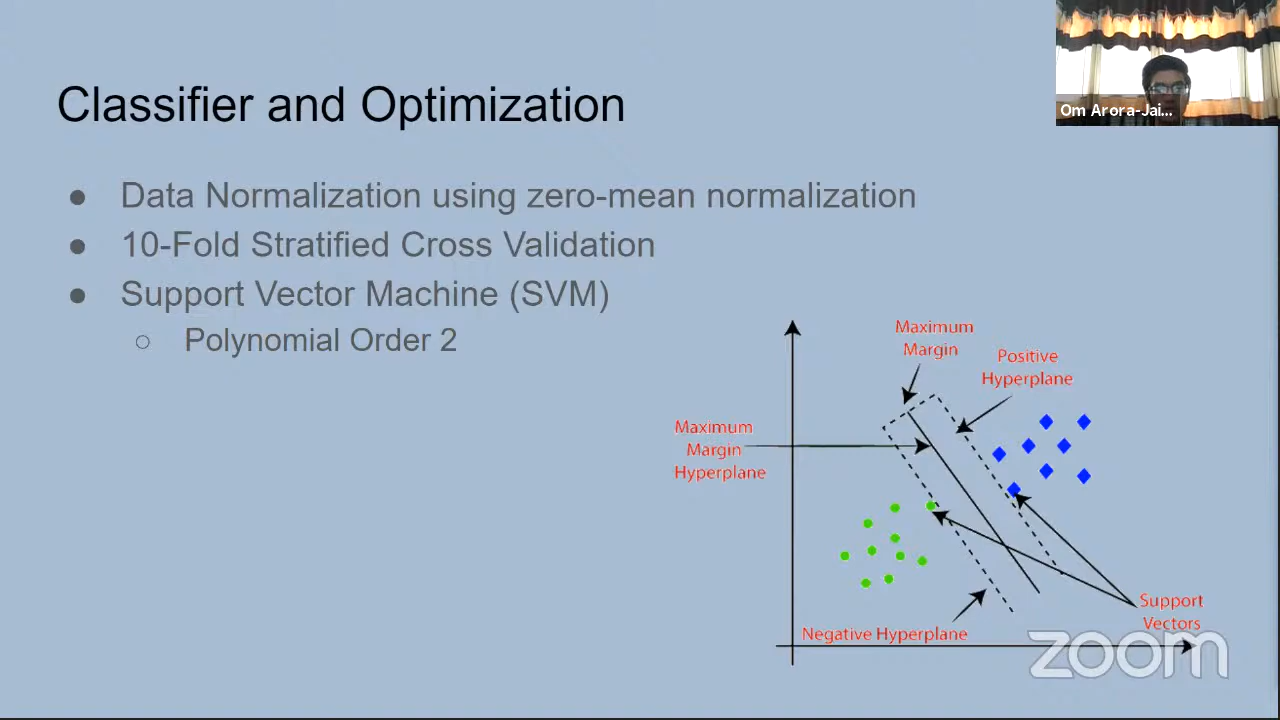 Om Arora-Jai...
Classifier and Optimization
● Data Normalization using zero-mean normalization
● 10-Fold Stratified Cross Validation
● Support Vector Machine (SVM)
○ Polynomial Order 2
Maximum
Margin
Positive
Hyperplane
Maximum
Margin
Hyperplane
Support
Vectors
Negative Hyperplane
zoom